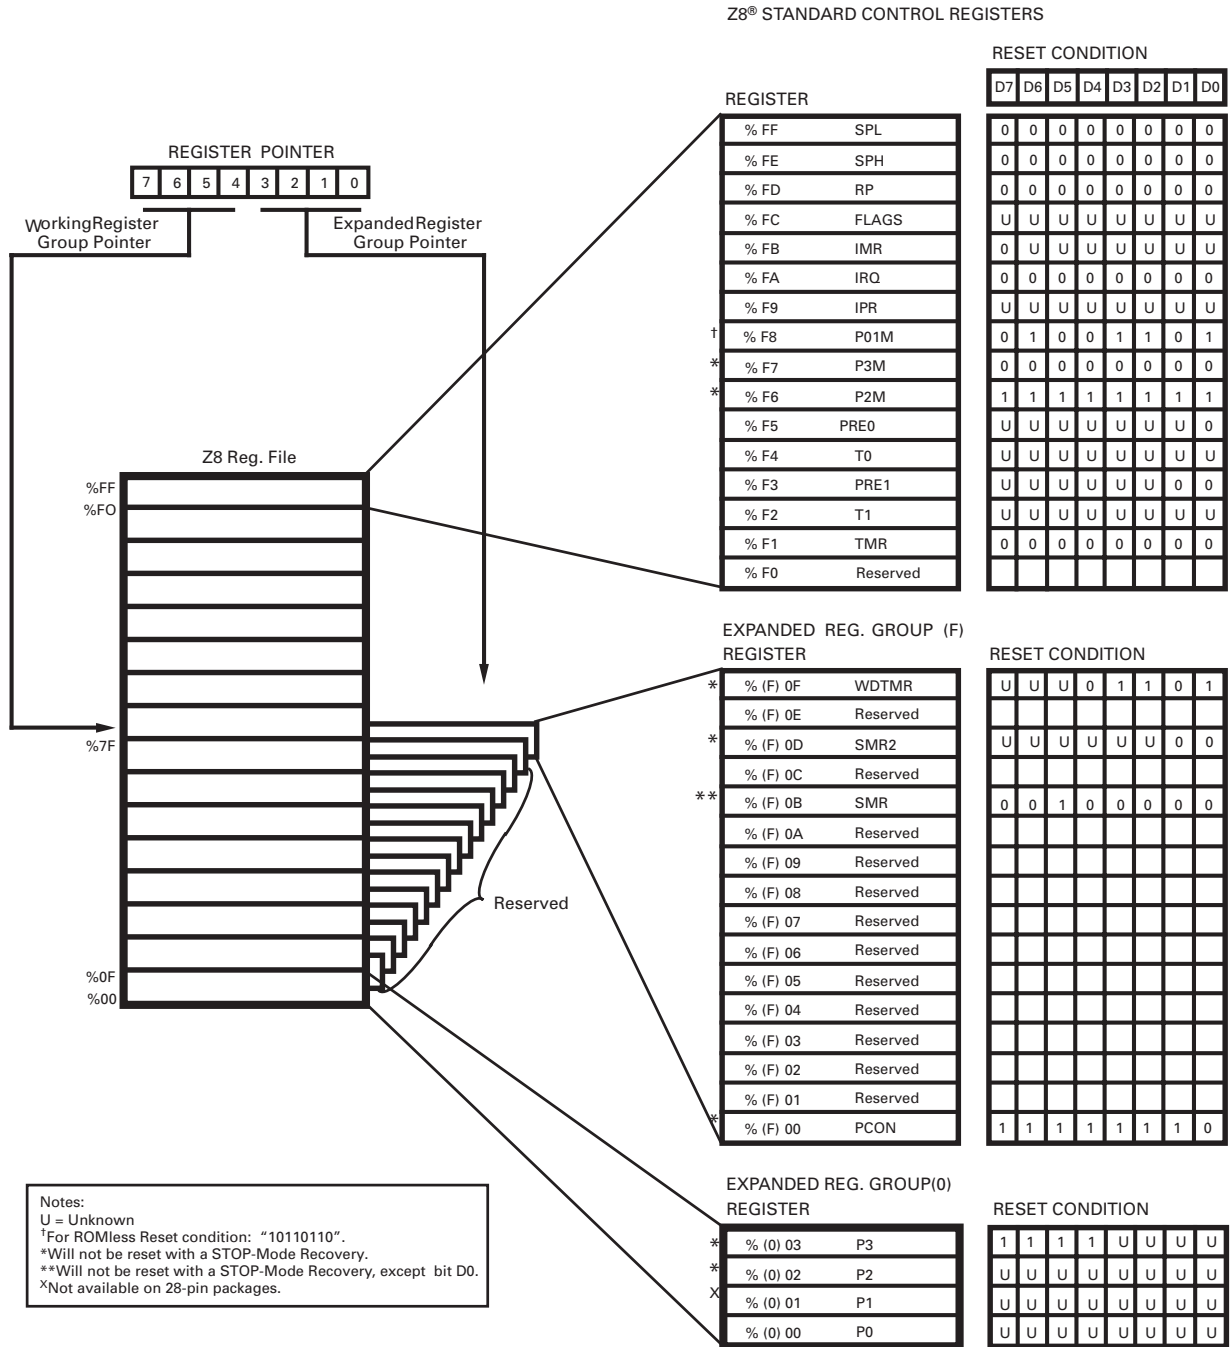 Z8® STANDARD CONTROL REGISTERS
RESET CONDITION
D7 D6 D5 D4 D3 D2 D1 D0
REGISTER
% FF SPL 0 0 0 0 0 0 0 0
% FE SPH 0 0 0 0 0 0 0 0
% FD RP 0 0 0 0 0 0 0 0
% FC FLAGS U U U U U U U U
% FB IMR 0 U U U U U U U
% FA IRQ 0 0 0 0 0 0 0 0
% F9 IPR U U U U U U U U
† % F8 P01M 0 1 0 0 1 1 0 1
* % F7 P3M 0 0 0 0 0 0 0 0
* % F6 P2M 1 1 1 1 1 1 1 1
% F5 PRE0 U U U U U U U 0
% F4 T0 U U U U U U U U
% F3 PRE1 U U U U U U 0 0
% F2 T1 U U U U U U U U
% F1 TMR 0 0 0 0 0 0 0 0
% F0 Reserved
REGISTER POINTER
7 6 5 4 3 2 1 0
WorkingRegister
Group Pointer
ExpandedRegister
Group Pointer
Z8 Reg. File
%FF
%FO
%7F
%0F
%00
Reserved
EXPANDED REG. GROUP (F)
REGISTER
RESET CONDITION
* % (F) 0F WDTMR U U U 0 1 1 0 1
% (F) 0E Reserved
* % (F) 0D SMR2 U U U U U U 0 0
% (F) 0C Reserved
** % (F) 0B SMR 0 0 1 0 0 0 0 0
% (F) 0A Reserved
% (F) 09 Reserved
% (F) 08 Reserved
% (F) 07 Reserved
% (F) 06 Reserved
% (F) 05 Reserved
% (F) 04 Reserved
% (F) 03 Reserved
% (F) 02 Reserved
% (F) 01 Reserved
* % (F) 00 PCON 1 1 1 1 1 1 1 0
EXPANDED REG. GROUP(0)
REGISTER
RESET CONDITION
* % (0) 03 P3 1 1 1 1 U U U U
* % (0) 02 P2 U U U U U U U U
X % (0) 01 P1 U U U U U U U U
% (0) 00 P0 U U U U U U U U
Notes:
U = Unknown
†For ROMless Reset condition: “10110110”.
*Will not be reset with a STOP-Mode Recovery.
**Will not be reset with a STOP-Mode Recovery, except bit D0.
XNot available on 28-pin packages.